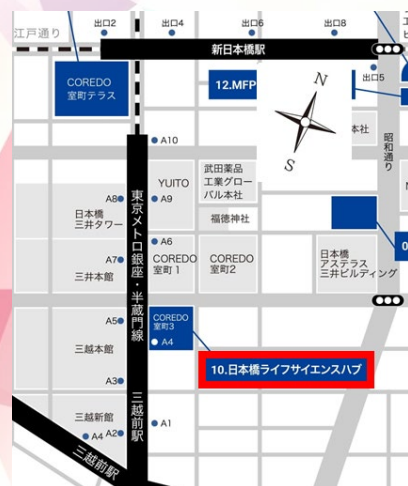 出口2
出口4
出口6
出口8
江戸通り
新日本橋駅
出口5
COREDO
室町テラス
12.MFP
N
S
本社
昭和通り
A10
YUITO
A9
武田薬品
工業グロー
バル本社
福徳神社
A8
日本橋
三井タワー
東京メトロ銀座・半蔵門線
A6
COREDO
室町1
COREDO
室町2
日本橋
アステラス
三井ビルディング
A7
三井本館
A5
COREDO
室町3
A4
三越本館
10.日本橋ライフサイエンスハブ
A3
三越前駅
三越新館
A4
A2
A1
三越前駅